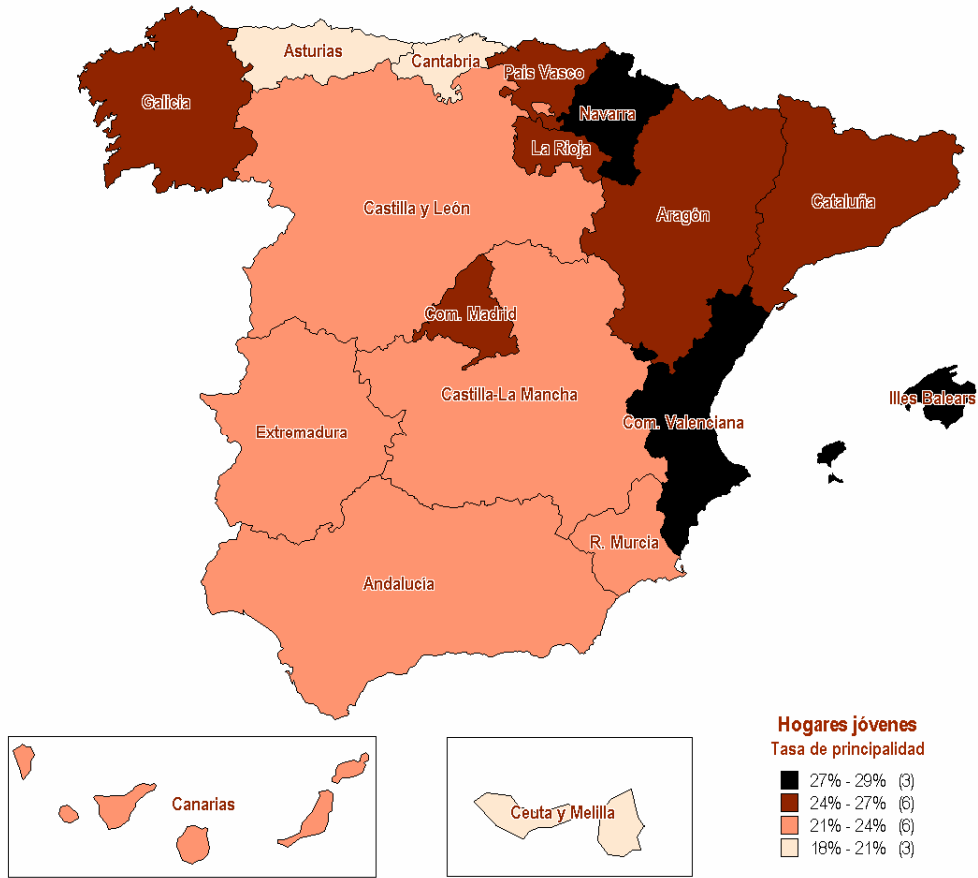 Asturias
Cantabria
Pais Vasco
Galicia
Navarra
La Rioja
Castilla y León
Aragón
Cataluña
Com. Madrid
Castilla-La Mancha
Illes Balears
Com. Valenciana
Extremadura
R. Murcia
Andalucía
Canarias
Ceuta y Melilla
Hogares jóvenes
Tasa de principalidad
27% - 29% (3)
24% - 27% (6)
21% - 24% (6)
18% - 21% (3)